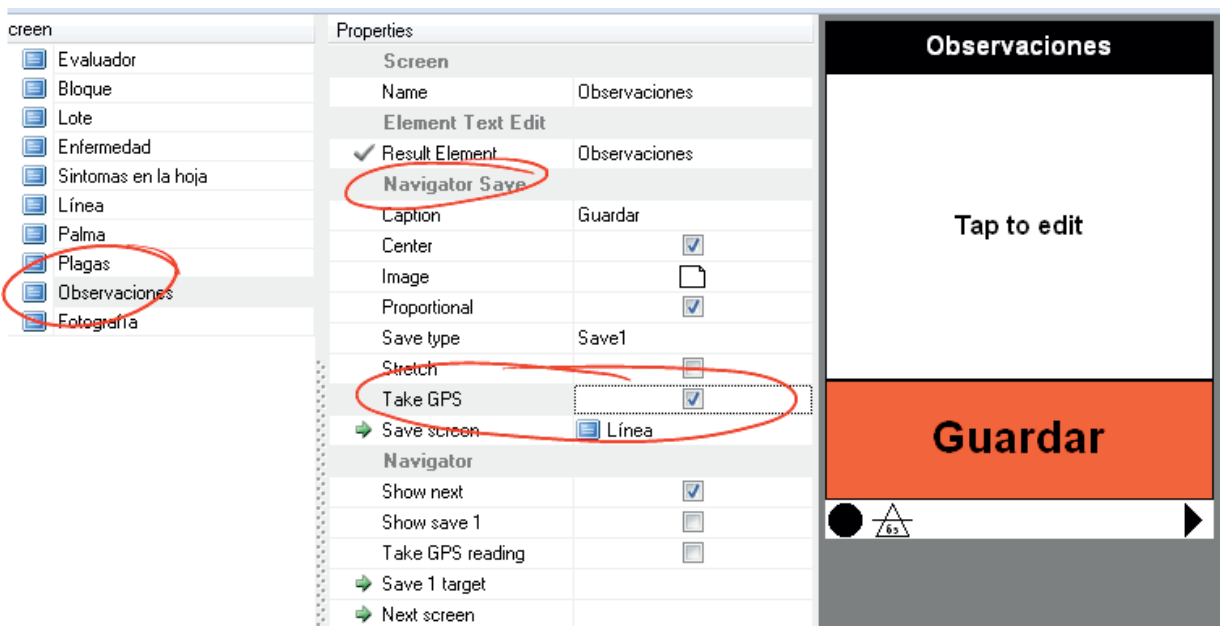 creen
Evaluador
Bloque
Lote
Enfermedad
Sintomas en la hoja
Línea
Palma
Plagas
Observaciones
Fotografía
Properties
Screen
Name Observaciones
Element Text Edit
Result Element Observaciones
Navigator Save
Caption Guardar
Center
Image
Proportional
Save type Save1
Stretch
Take GPS
Save screen Línea
Navigator
Show next
Show save 1
Take GPS reading
Save 1 target
Next screen
Observaciones
Tap to edit
Guardar